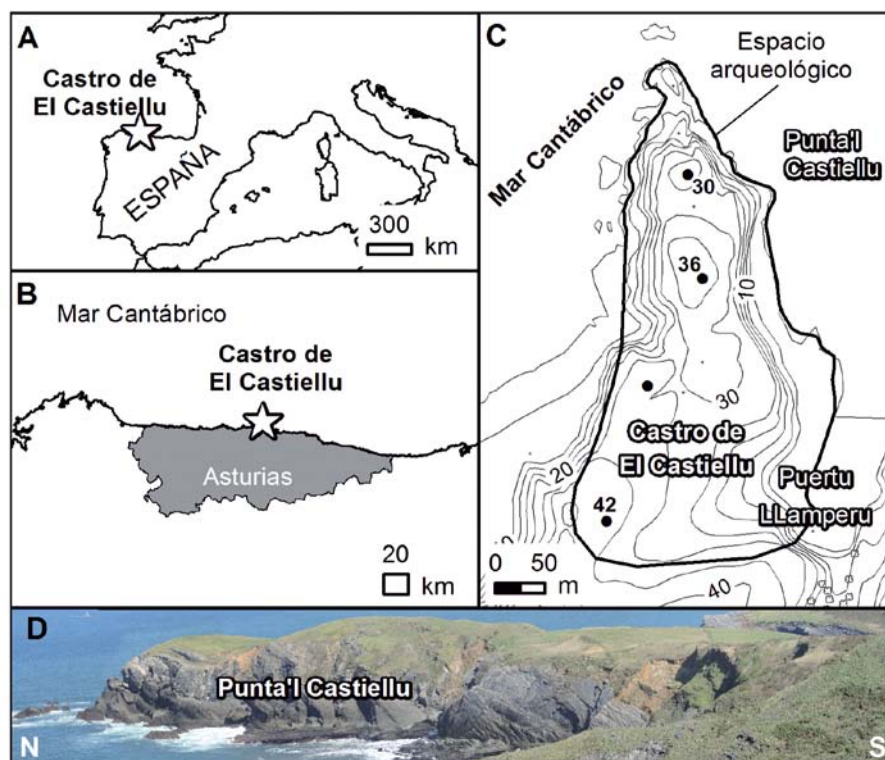 A
Castro de
El Castiellu
ESPAÑA
300
km
B
Mar Cantábrico
Castro de
El Castiellu
Asturias
20
km
C
Espacio
arqueológico
Mar Cantábrico
Punta'l
Castiellu
30
36
10
30
Castro de
El Castiellu
20
Puertu
LLamperu
42
0 50
m
40
D
Punta'l Castiellu
N
S